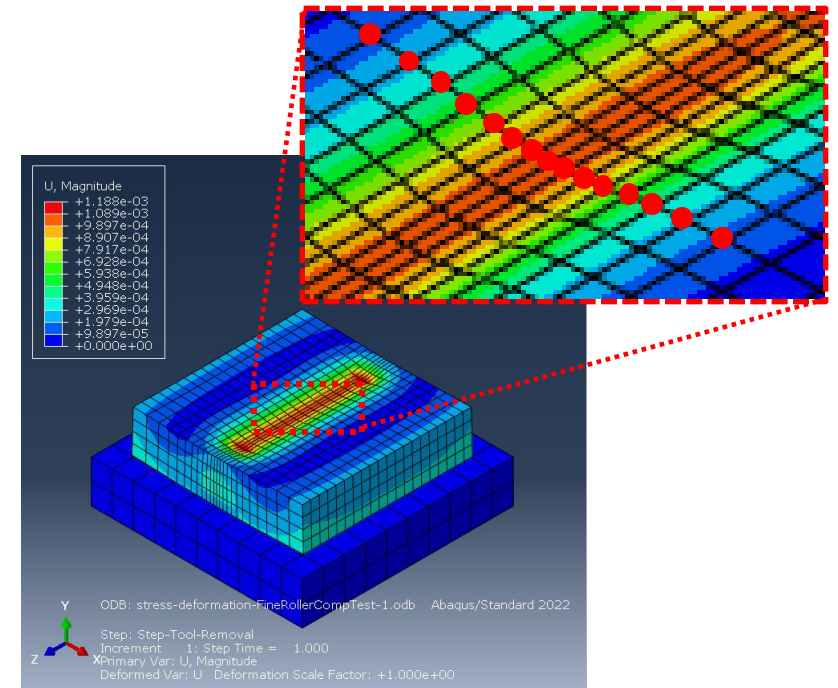 U, Magnitude
+1.188e-03
+1.089e-03
+9.897e-04
+8.907e-04
+7.917e-04
+6.928e-04
+5.938e-04
+4.948e-04
+3.959e-04
+2.969e-04
+1.979e-04
+9.897e-05
+0.000e+00
Y
Z
X
ODB: stress-deformation-FineRollerCompTest-1.odb Abaqus/Standard 2022
Step: Step-Tool-Removal
Increment 1: Step Time = 1.000
Primary Var: U, Magnitude
Deformed Var: U Deformation Scale Factor: +1.000e+00